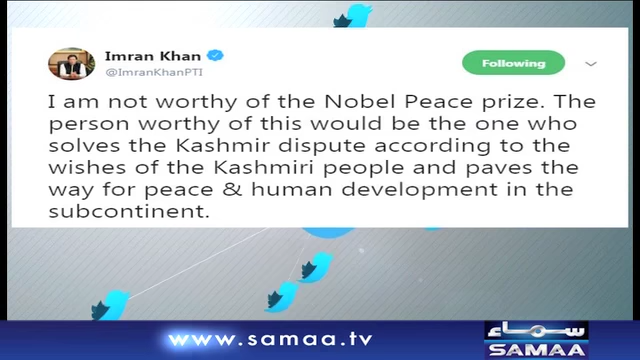 Imran Khan
@ImranKhanPTI
Following
I am not worthy of the Nobel Peace prize. The
person worthy of this would be the one who
solves the Kashmir dispute according to the
wishes of the Kashmiri people and paves the
way for peace & human development in the
subcontinent.
www.samaa.tv
سماء
SAMAA